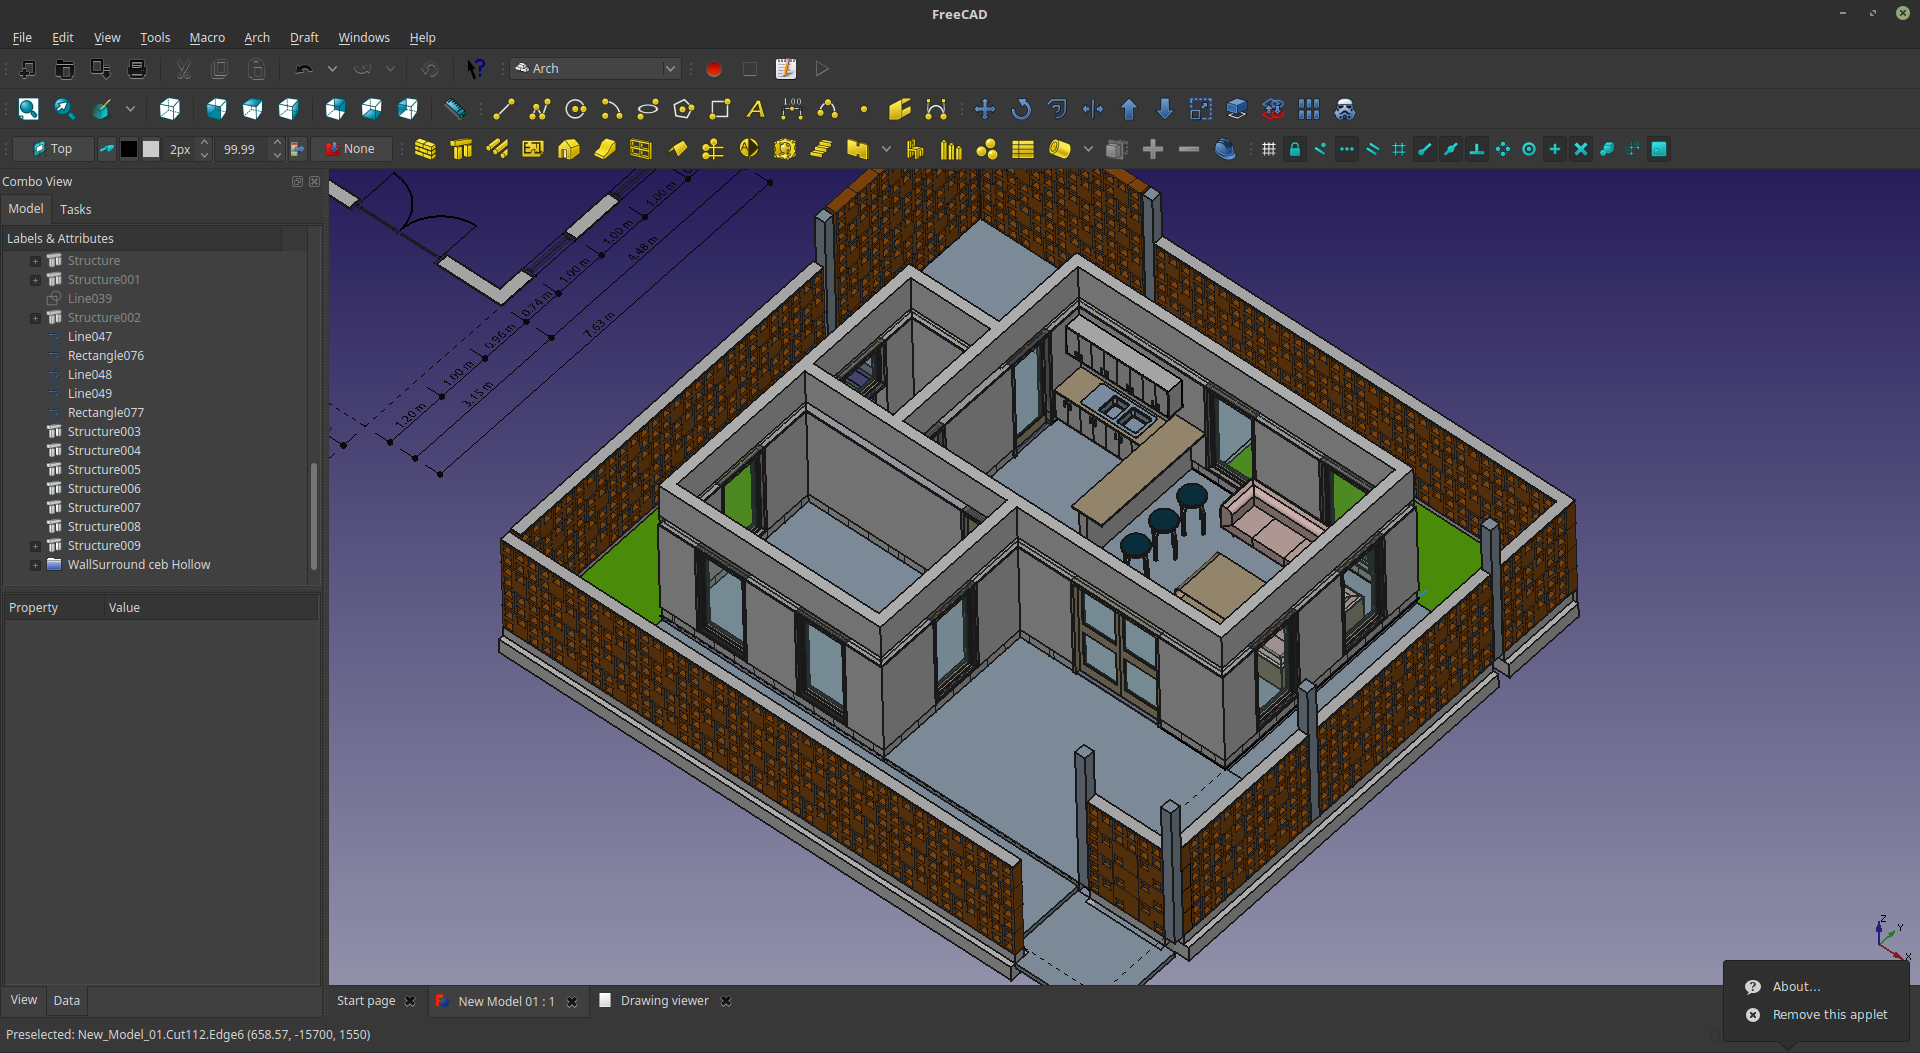 FreeCAD
File Edit View Tools Macro Arch Draft Windows Help
Arch
A 1.00
Top 2px 99.99 None
Combo View
Model Tasks
Labels & Attributes
Structure
Structure001
Line039
Structure002
Line047
Rectangle076
Line048
Line049
Rectangle077
Structure003
Structure004
Structure005
Structure006
Structure007
Structure008
Structure009
WallSurround ceb Hollow
Property Value
1.00 m
1.00 m
4.48 m
1.00 m
0.74 m
7.63 m
0.96 m
1.00 m
3.15 m
1.20 m
Z
Y
X
View Data
Start page New Model 01 : 1 Drawing viewer
About...
Remove this applet
Preselected: New_Model_01.Cut112.Edge6 (658.57, -15700, 1550)